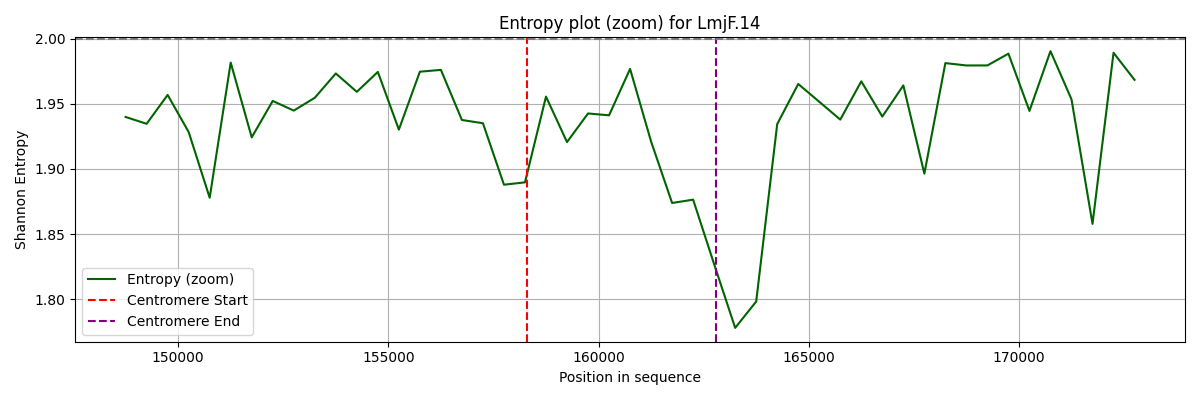 Entropy plot (zoom) for LmjF.14
Shannon Entropy
2.00
1.95
1.90
1.85
1.80
Entropy (zoom)
Centromere Start
Centromere End
150000 155000 160000 165000 170000
Position in sequence